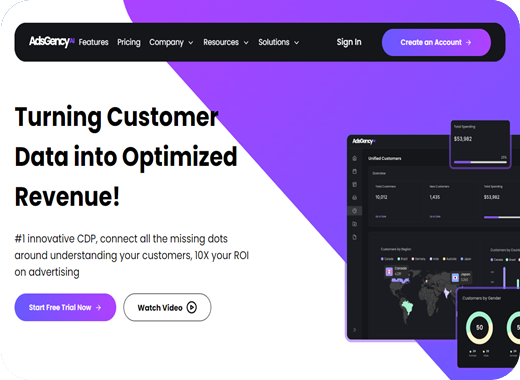 AdsGency AI Features Pricing Company Resources Solutions Sign In Create an Account →
Turning Customer
Data into Optimized
Revenue!
#1 innovative CDP, connect all the missing dots
around understanding your customers, 10X your ROI
on advertising
Start Free Trial Now →
Watch Video
AdsGency
Total Spending
$53,982
Unified Customers
Overview
Total Customers
10,012
New Customers
1,435
Total Spending
$53,982
Customers by Region
Canada
Japan
Customers by Gender
50
50